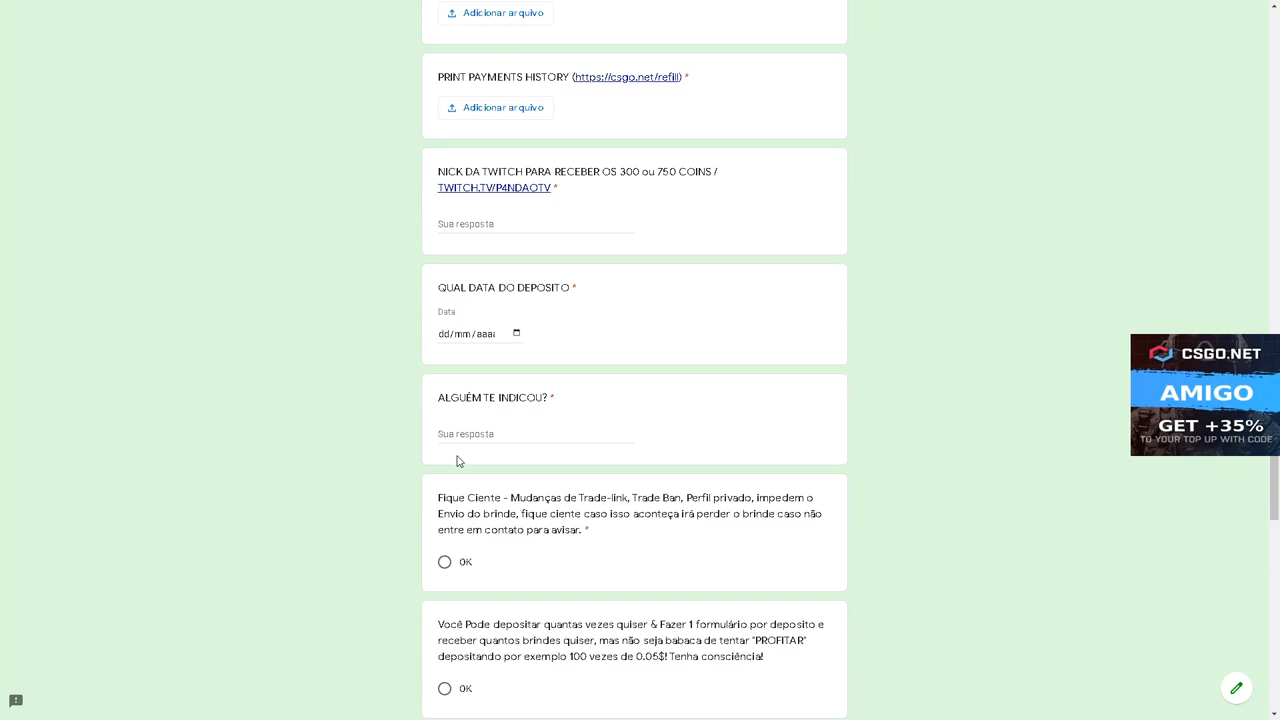 Adicionar arquivo
PRINT PAYMENTS HISTORY (https://csgo.net/refill) *
Adicionar arquivo
NICK DA TWITCH PARA RECEBER OS 300 ou 750 COINS /
TWITCH.TV/P4NDAOTV *
Sua resposta
QUAL DATA DO DEPOSITO *
Data
dd/mm/aaaa
ALGUÉM TE INDICOU? *
Sua resposta
Fique Ciente - Mudanças de Trade-link, Trade Ban, Perfil privado, impedem o
Envio do brinde, fique ciente caso isso aconteça irá perder o brinde caso não
entre em contato para avisar. *
OK
Você Pode depositar quantas vezes quiser & Fazer 1 formulário por deposito e
receber quantos brindes quiser, mas não seja babaca de tentar "PROFITAR"
depositando por exemplo 100 vezes de 0.05$! Tenha consciência!
OK
CSGO.NET
AMIGO
GET +35%
TO YOUR TOP UP WITH CODE